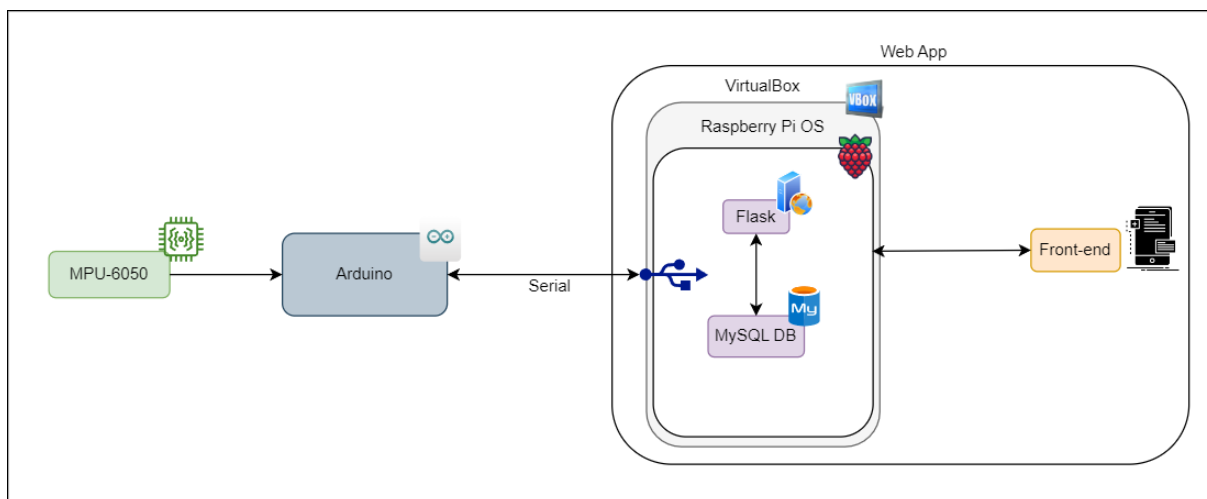 Web App
VirtualBox
VBOX
Raspberry Pi OS
Flask
MPU-6050
Arduino
Serial
Front-end
My
MySQL DB